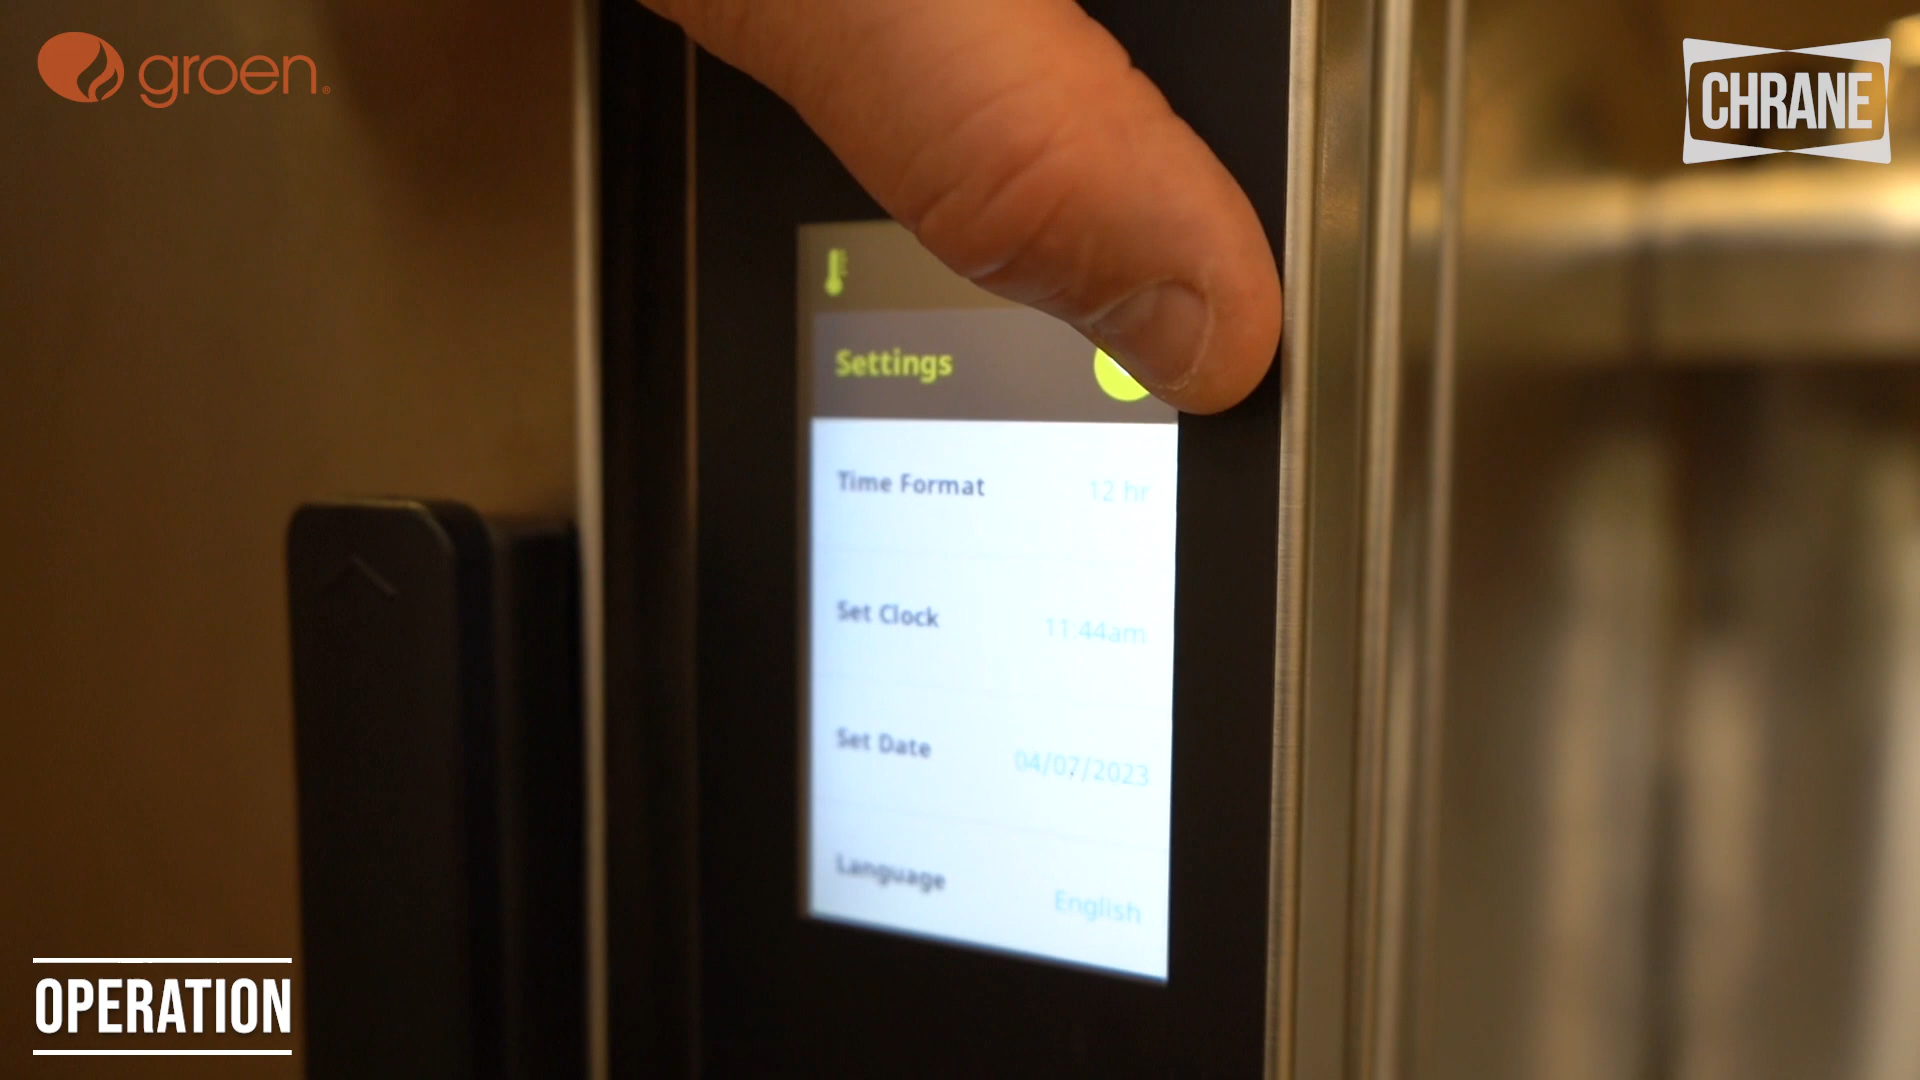 groen®
CHRANE
Settings
Time Format 12 hr
Set Clock 11:44am
Set Date 04/07/2023
Language English
OPERATION